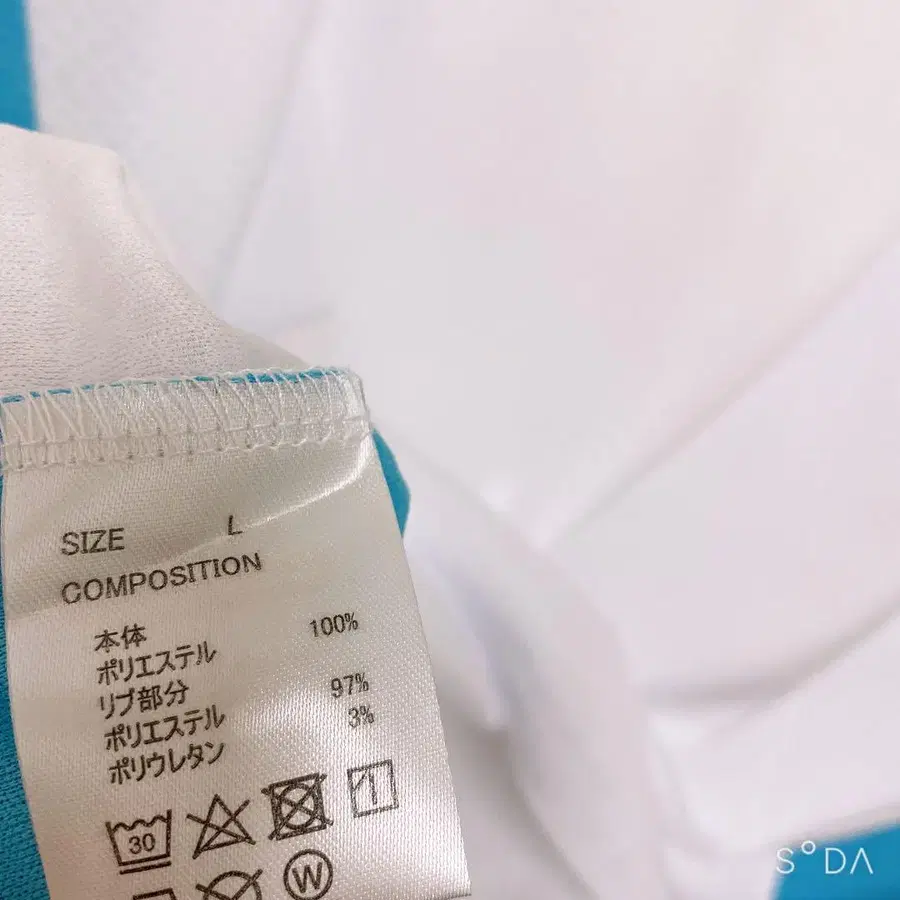 SIZE L
COMPOSITION
本体
ポリエステル 100%
リブ部分
ポリエステル 97%
ポリウレタン 3%
30
W
S°DA